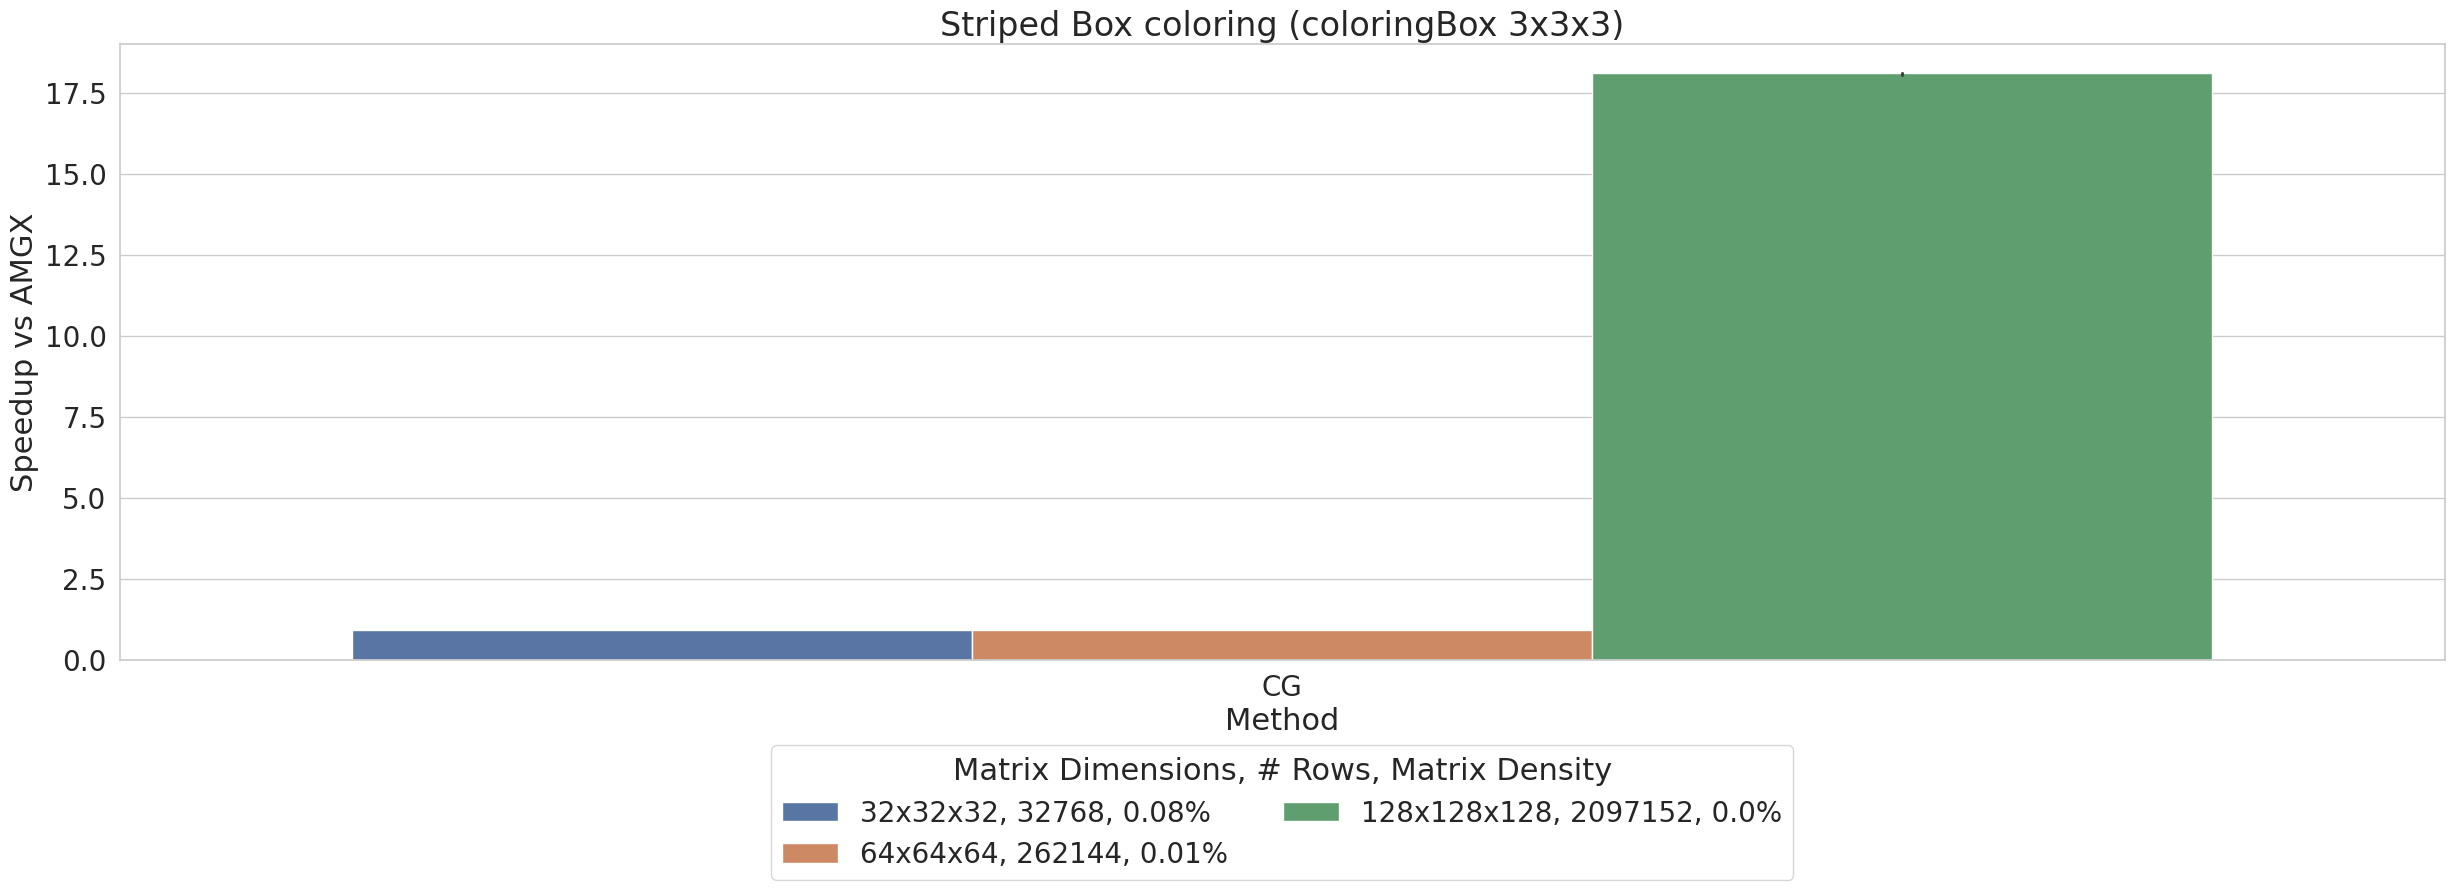 Striped Box coloring (coloringBox 3x3x3)
Speedup vs AMGX
17.5
15.0
12.5
10.0
7.5
5.0
2.5
0.0
CG
Method
Matrix Dimensions, # Rows, Matrix Density
32x32x32, 32768, 0.08%
64x64x64, 262144, 0.01%
128x128x128, 2097152, 0.0%